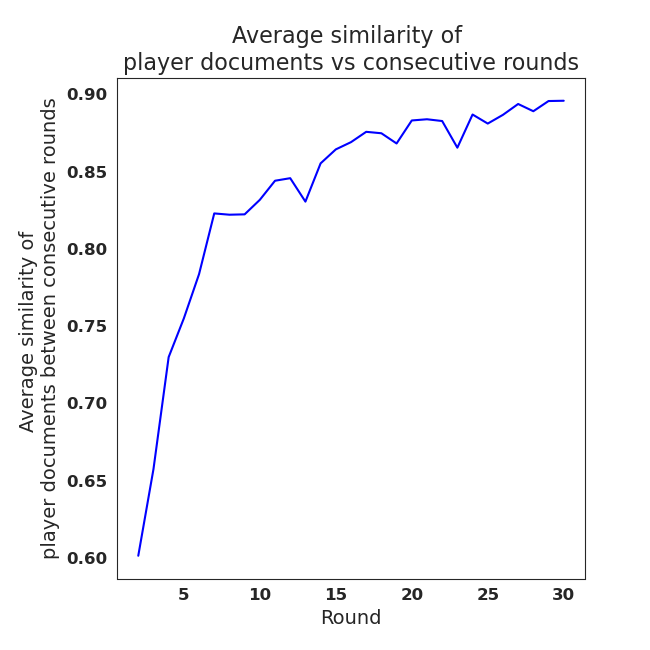 Average similarity of
player documents vs consecutive rounds
Average similarity of
player documents between consecutive rounds
0.90
0.85
0.80
0.75
0.70
0.65
0.60
5
10
15
20
25
30
Round